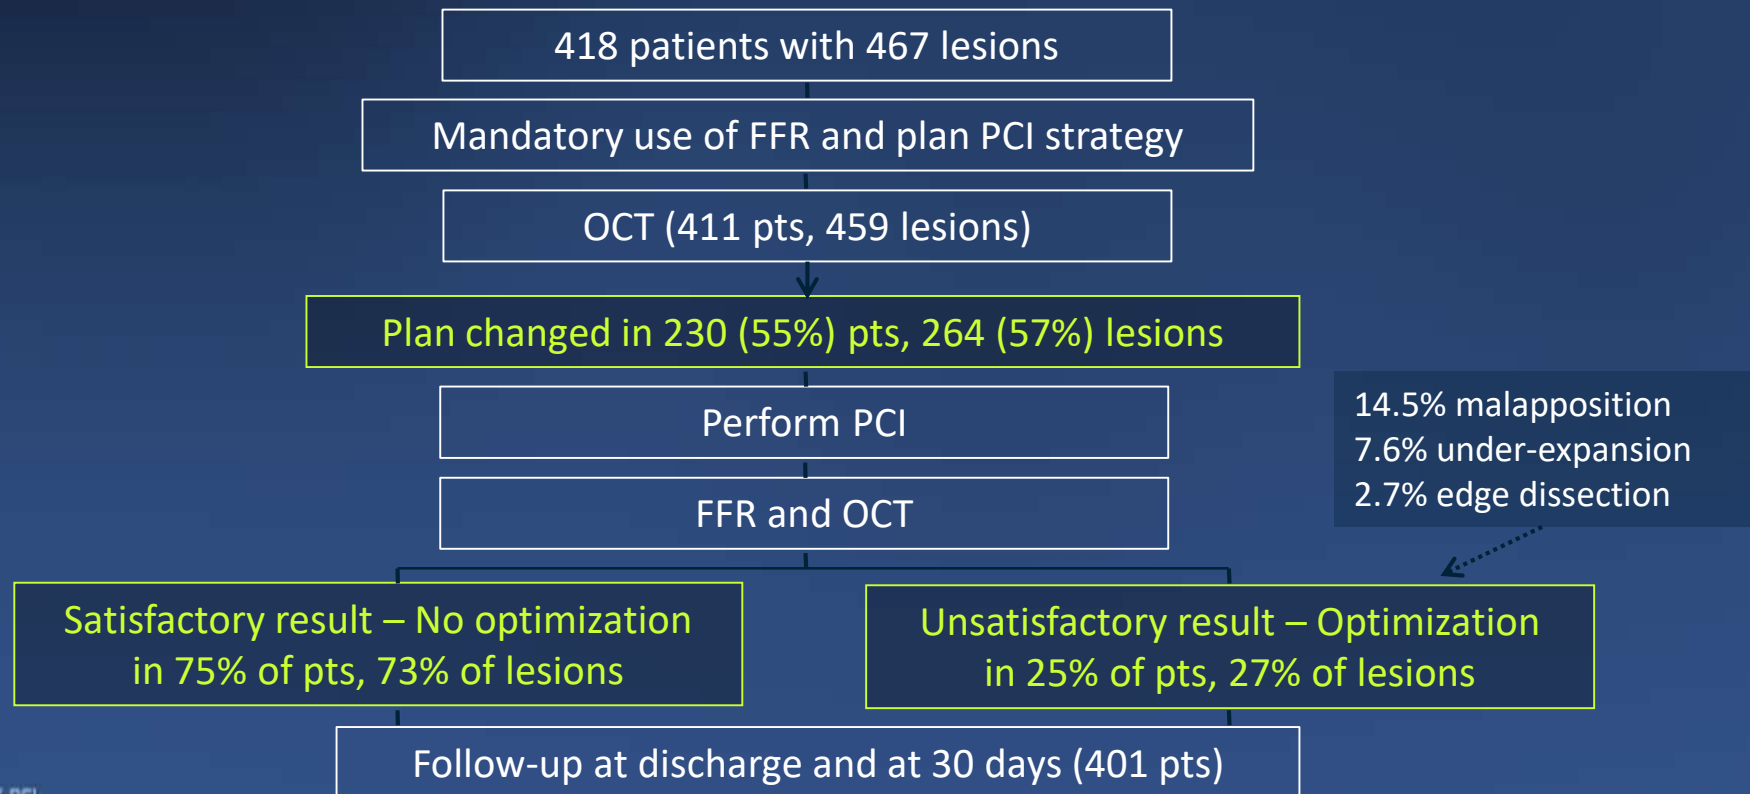 418 patients with 467 lesions
Mandatory use of FFR and plan PCI strategy
OCT (411 pts, 459 lesions)
Plan changed in 230 (55%) pts, 264 (57%) lesions
Perform PCI
FFR and OCT
14.5% malapposition
7.6% under-expansion
2.7% edge dissection
Satisfactory result – No optimization
in 75% of pts, 73% of lesions
Unsatisfactory result – Optimization
in 25% of pts, 27% of lesions
Follow-up at discharge and at 30 days (401 pts)